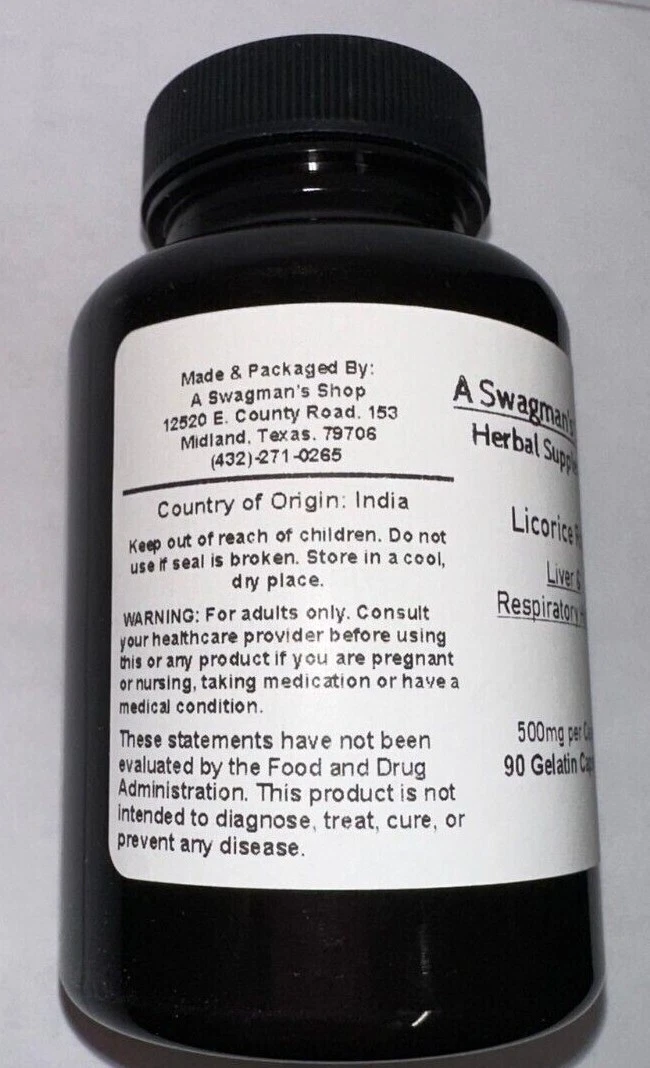 Made & Packaged By:
A Swagman's Shop
12520 E. County Road. 153
Midland, Texas. 79706
(432)-271-0265
Country of Origin: India
Keep out of reach of children. Do not
use if seal is broken. Store in a cool,
dry place.
WARNING: For adults only. Consult
your healthcare provider before using
this or any product if you are pregnant
or nursing, taking medication or have a
medical condition.
These statements have not been
evaluated by the Food and Drug
Administration. This product is not
intended to diagnose, treat, cure, or
prevent any disease.
A Swagman's
Herbal
Licorice
Liver
Respiratory
500mg per
90 Gelatin